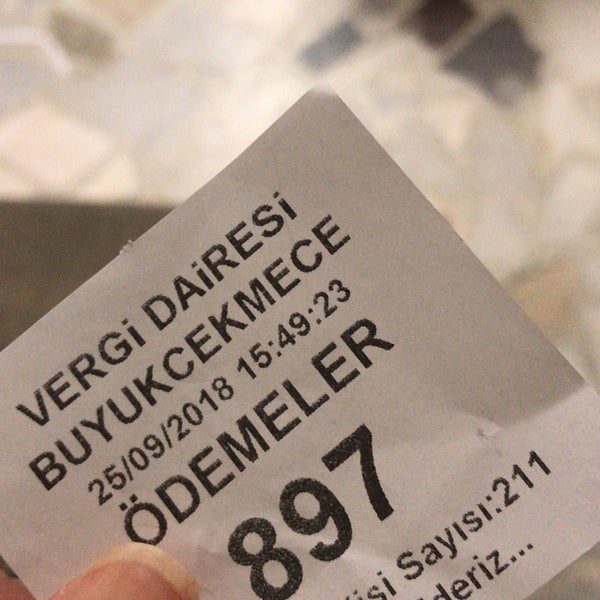 VERGi DAiRESi
BUYUKCEKMECE
25/09/2018 15:49:23
ÖDEMELER
897
Sayısı:211